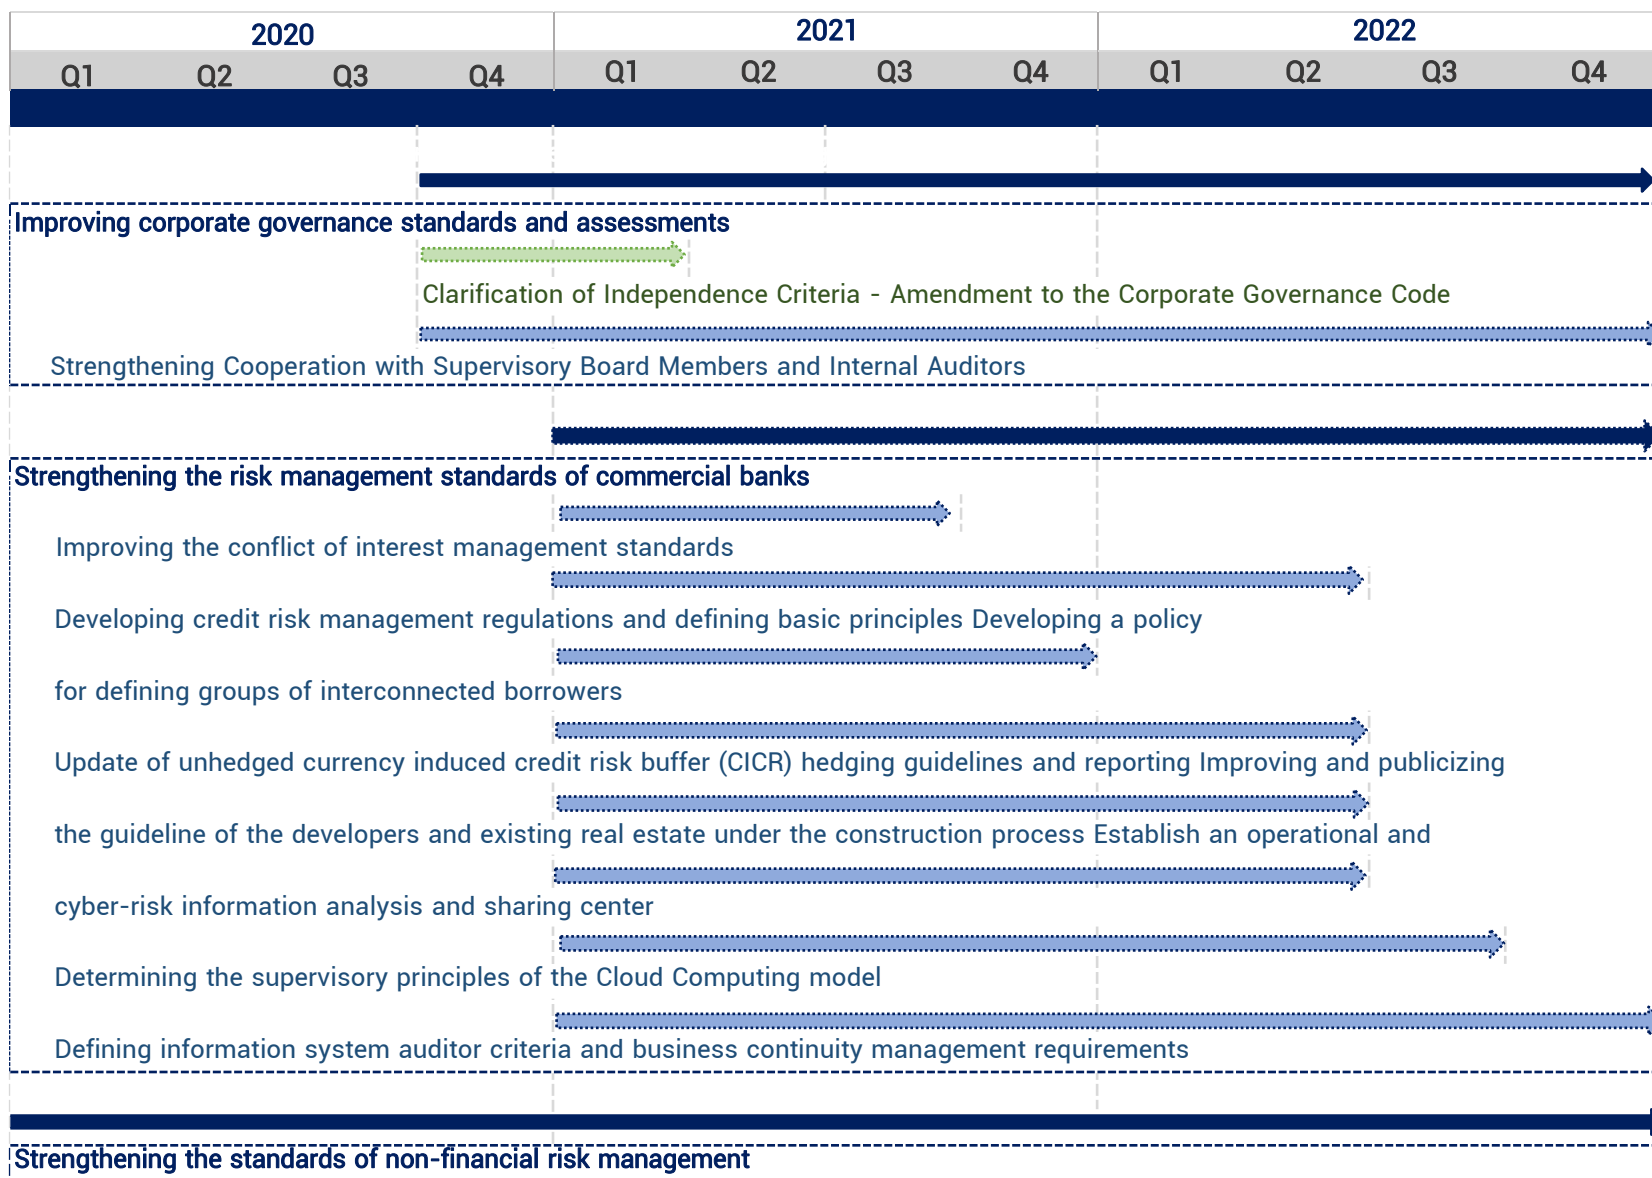 2020 2021 2022
Q1 Q2 Q3 Q4 Q1 Q2 Q3 Q4 Q1 Q2 Q3 Q4
Improving corporate governance standards and assessments
Clarification of Independence Criteria - Amendment to the Corporate Governance Code
Strengthening Cooperation with Supervisory Board Members and Internal Auditors
Strengthening the risk management standards of commercial banks
Improving the conflict of interest management standards
Developing credit risk management regulations and defining basic principles Developing a policy
for defining groups of interconnected borrowers
Update of unhedged currency induced credit risk buffer (CICR) hedging guidelines and reporting Improving and publicizing
the guideline of the developers and existing real estate under the construction process Establish an operational and
cyber-risk information analysis and sharing center
Determining the supervisory principles of the Cloud Computing model
Defining information system auditor criteria and business continuity management requirements
Strengthening the standards of non-financial risk management